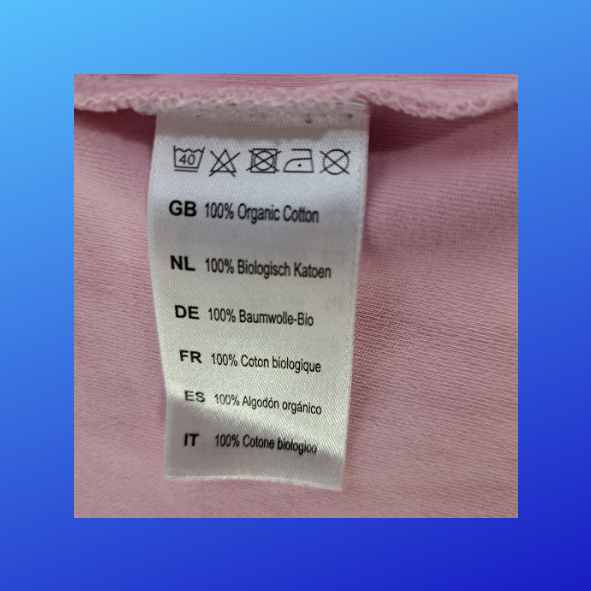 40
GB 100% Organic Cotton
NL 100% Biologisch Katoen
DE 100% Baumwolle-Bio
FR 100% Coton biologique
ES 100% Algodón orgánico
IT 100% Cotone biologico